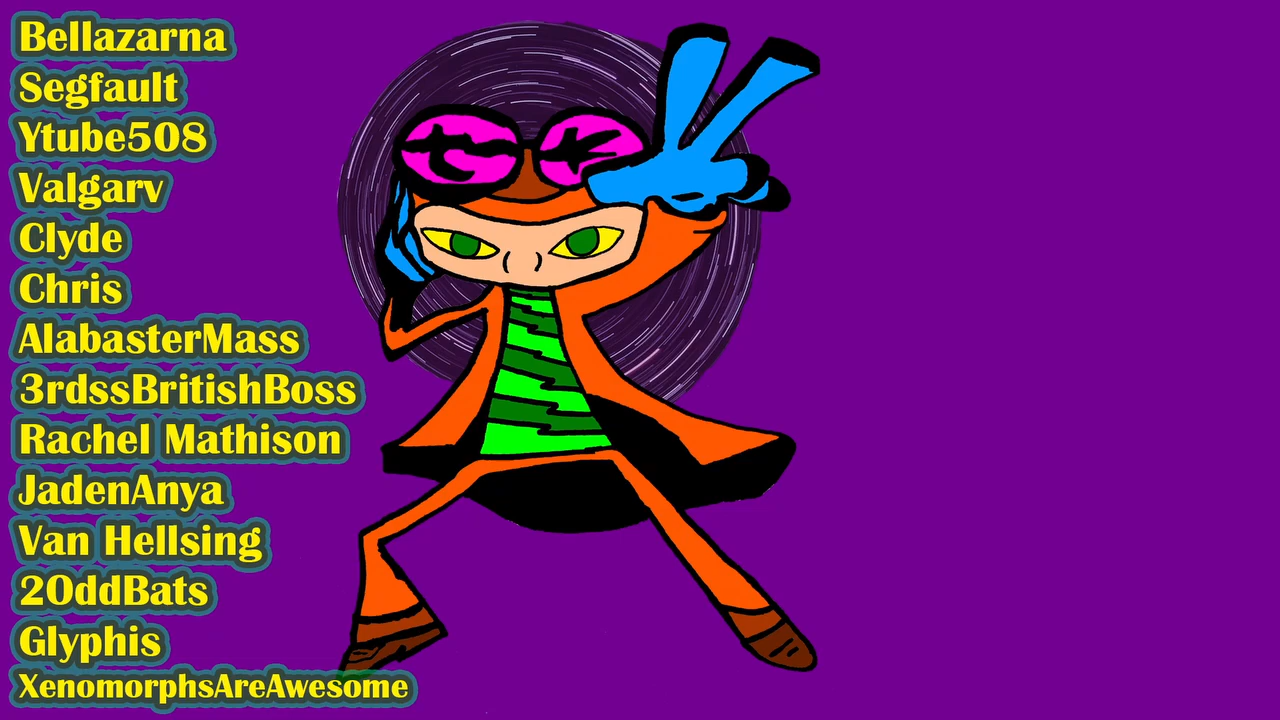 Bellazarna
Segfault
Ytube508
Valgarv
Clyde
Chris
AlabasterMass
3rdssBritishBoss
Rachel Mathison
JadenAnya
Van Hellsing
2OddBats
Glyphis
XenomorphsAreAwesome